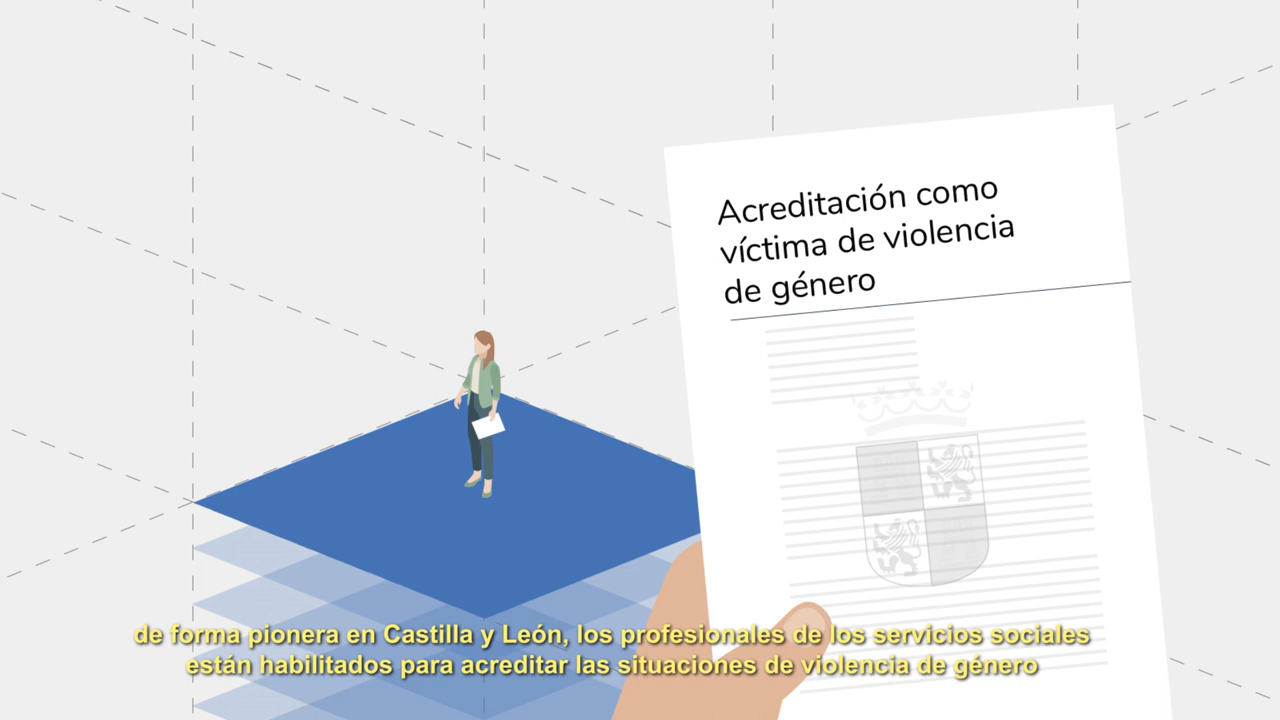 Acreditación como
víctima de violencia
de género
de forma pionera en Castilla y León, los profesionales de los servicios sociales
están habilitados para acreditar las situaciones de violencia de género